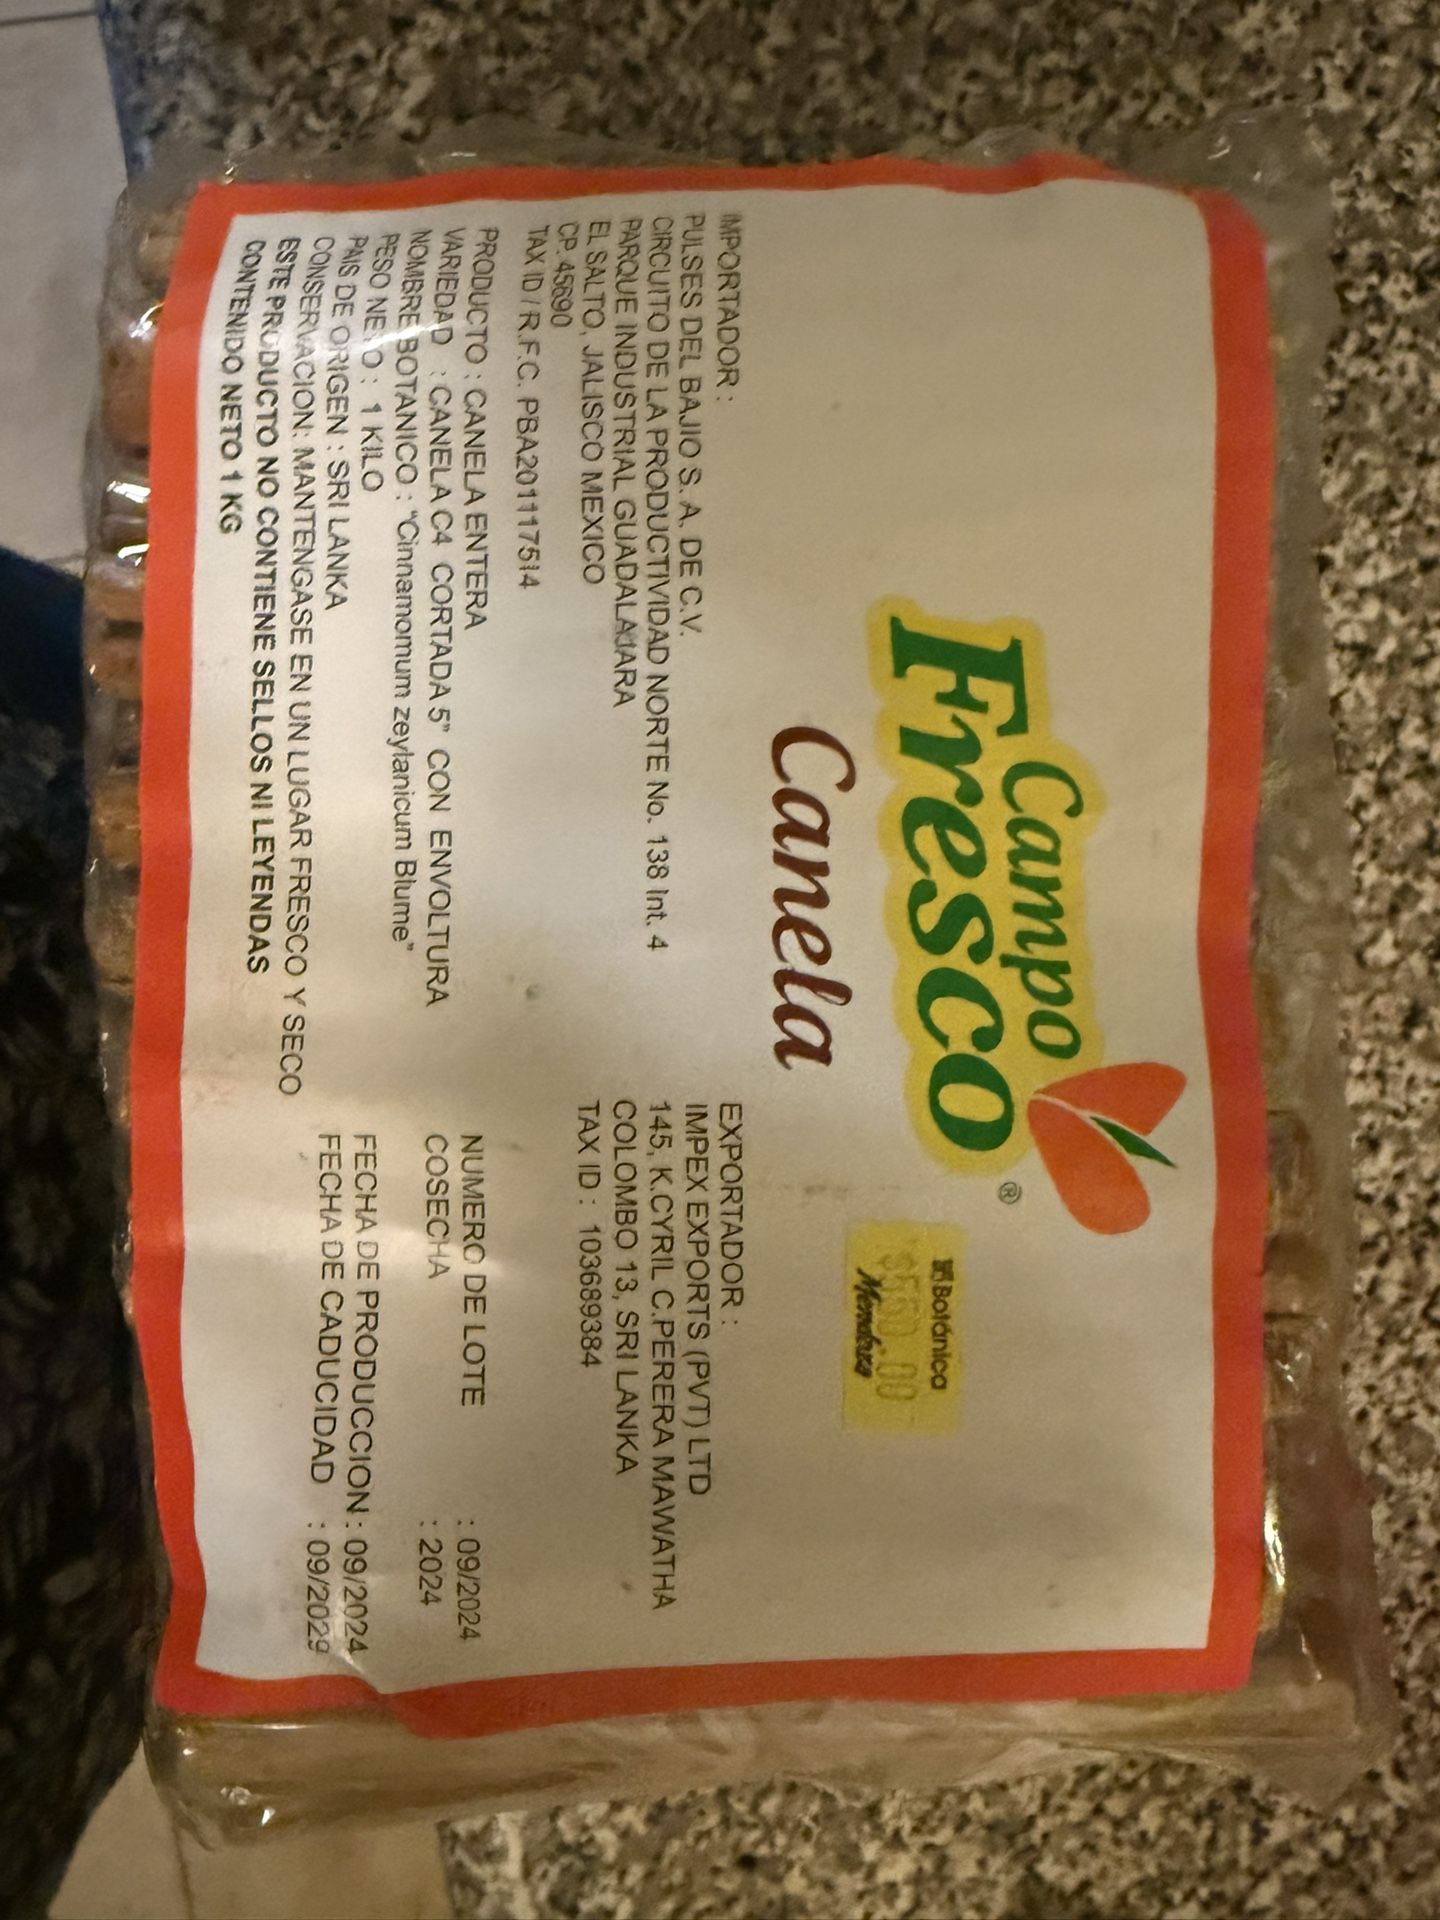 Campo
Fresco
®
Canela
Botánica
$560.00
Mendoza
IMPORTADOR :
PULSES DEL BAJIO S. A. DE C.V.
CIRCUITO DE LA PRODUCTIVIDAD NORTE No. 138 Int. 4
PARQUE INDUSTRIAL GUADALAJARA
EL SALTO, JALISCO MEXICO
CP. 45690
TAX ID / R.F.C. PBA201117514
EXPORTADOR :
IMPEX EXPORTS (PVT) LTD
145, K.CYRIL C.PERERA MAWATHA
COLOMBO 13, SRI LANKA
TAX ID : 103689384
PRODUCTO : CANELA ENTERA
VARIEDAD : CANELA C4 CORTADA 5" CON ENVOLTURA
NOMBRE BOTANICO : "Cinnamomum zeylanicum Blume"
PESO NETO : 1 KILO
PAIS DE ORIGEN : SRI LANKA
CONSERVACION: MANTENGASE EN UN LUGAR FRESCO Y SECO
ESTE PRODUCTO NO CONTIENE SELLOS NI LEYENDAS
CONTENIDO NETO 1 KG
NUMERO DE LOTE : 09/2024
COSECHA : 2024
FECHA DE PRODUCCION : 09/2024
FECHA DE CADUCIDAD : 09/2029